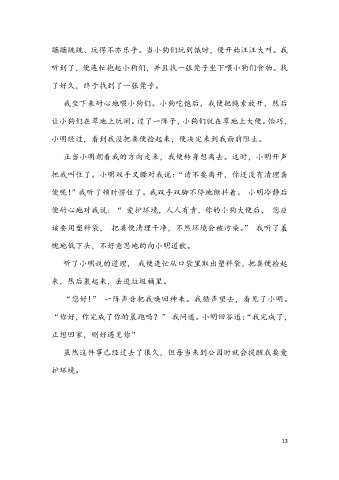 蹦蹦跳跳、玩得不亦乐乎。当小狗们玩到饿时，便开始汪汪大叫。我
听到了，便连忙抱起小狗们，并且找一张凳子坐下喂小狗们食物。找
了好久，终于找到了一张凳子。
我坐下来耐心地喂小狗们。小狗吃饱后，我便把绳索放开，然后
让小狗们在草地上玩闹。过了一阵子，小狗们就在草地上大便。恰巧，
小明经过，看到我没把粪便捡起来，便决定来到我面前阻止。
正当小明朝着我的方向走来，我便转身想离去。这时，小明开声
把我叫住了。小明双手叉腰对我说：“请不要离开，你还没有清理粪
便呢！”我听了顿时愣住了。我双手双脚不停地颤抖着。 小明冷静后
便耐心地对我说：“ 爱护环境，人人有责，你的小狗大便后， 您应
该要用塑料袋， 把粪便清理干净，不然环境会被污染。” 我听了羞
愧地低下头，不好意思地的向小明道歉。
听了小明说的道理， 我便连忙从口袋里取出塑料袋，把粪便捡起
来，然后裹起来，丢进垃圾桶里。
“您好！” 一阵声音把我唤回神来。我循声望去，看见了小明。
“你好，你完成了你的晨跑吗？” 我问道。小明回答道：“我完成了，
正想回家，刚好遇见你”
虽然这件事已经过去了很久，但每当来到公园时就会提醒我要爱
护环境。
13